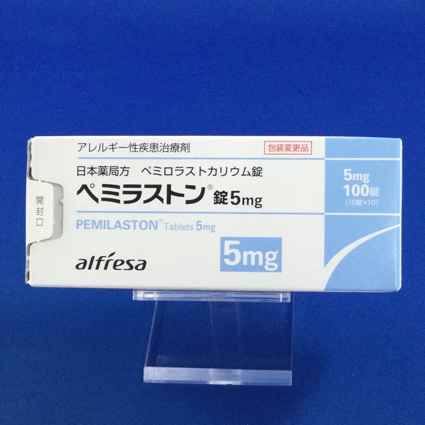 アレルギー性疾患治療剤
包装変更品
日本薬局方 ペミロラストカリウム錠
ペミラストン®錠5mg
PEMILASTON® Tablets 5mg
5mg
100錠
(10錠×10)
5mg
alfresa
開封口